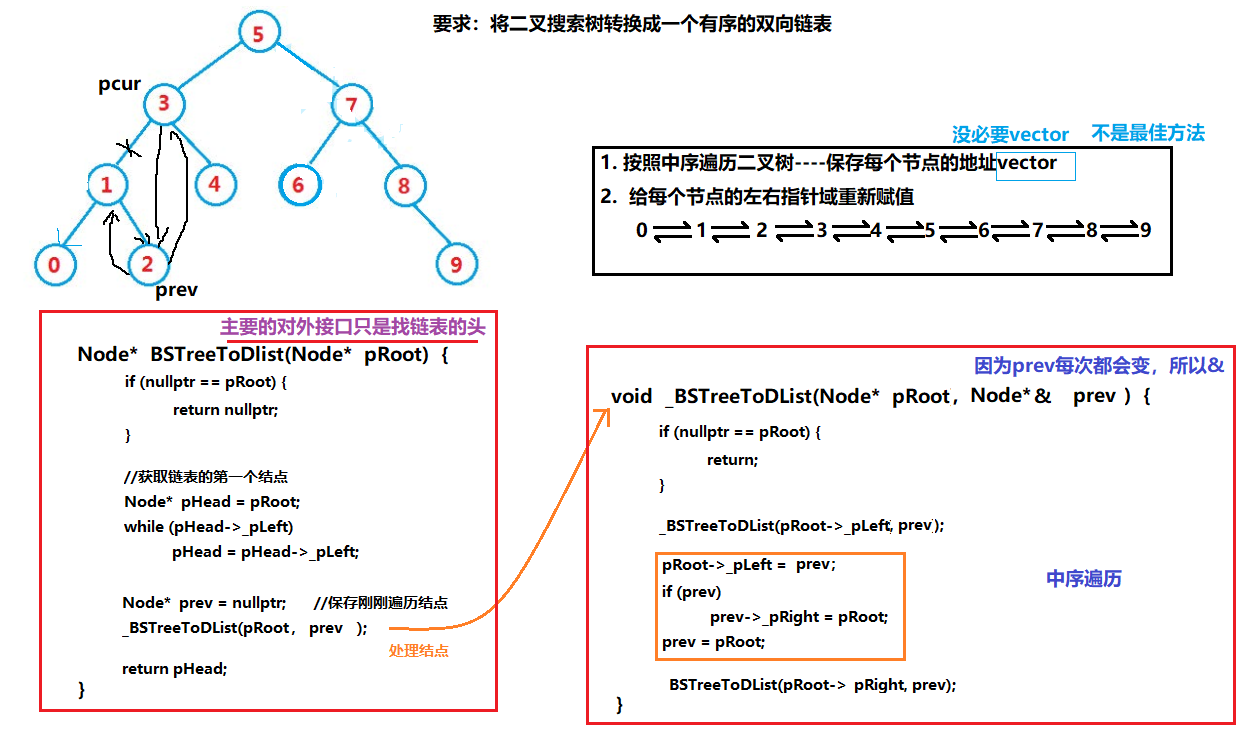 要求：将二叉搜索树转换成一个有序的双向链表
5
pcur
3
7
1
4
6
8
0
2
9
prev
没必要vector 不是最佳方法
1. 按照中序遍历二叉树----保存每个节点的地址vector
2. 给每个节点的左右指针域重新赋值
0 1 2 3 4 5 6 7 8 9
主要的对外接口只是找链表的头
Node* BSTreeToDlist(Node* pRoot) {
if (nullptr == pRoot) {
return nullptr;
}
//获取链表的第一个结点
Node* pHead = pRoot;
while (pHead->_pLeft)
pHead = pHead->_pLeft;
Node* prev = nullptr; //保存刚刚遍历结点
_BSTreeToDList(pRoot, prev );
处理结点
return pHead;
}
因为prev每次都会变，所以&
void _BSTreeToDList(Node* pRoot, Node*& prev ) {
if (nullptr == pRoot) {
return;
}
_BSTreeToDList(pRoot->_pLeft, prev);
pRoot->_pLeft = prev;
if (prev)
prev->_pRight = pRoot;
prev = pRoot;
中序遍历
BSTreeToDList(pRoot-> pRight, prev);
}